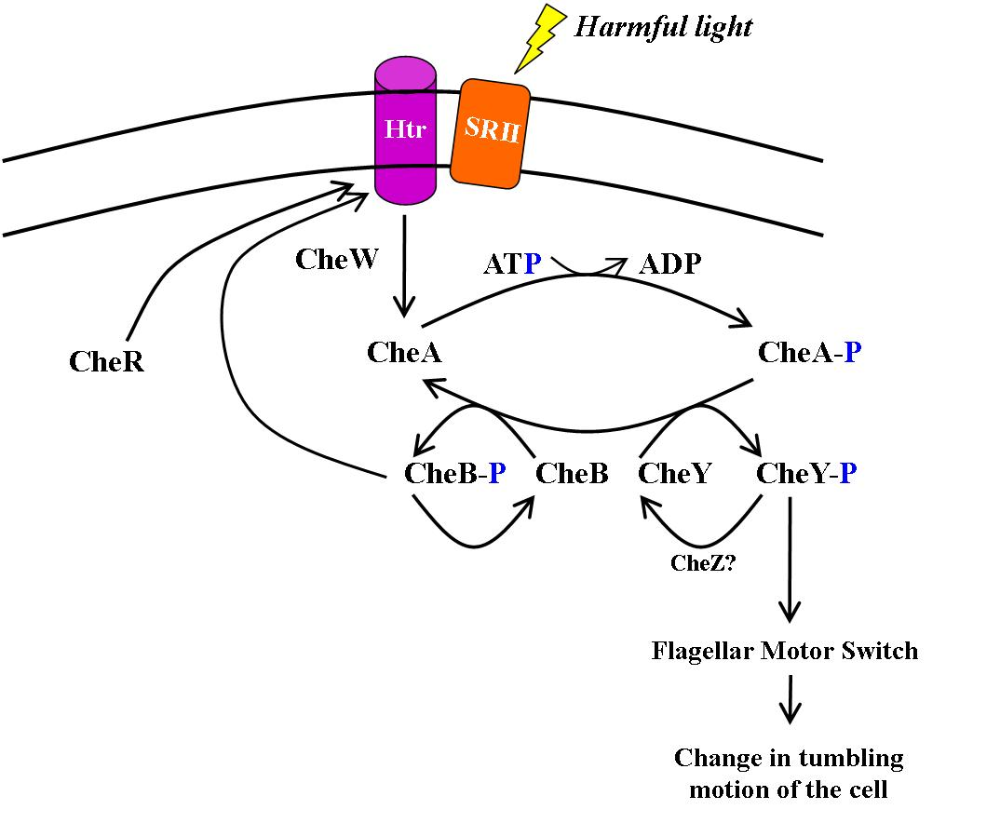 Harmful light
Htr
SRII
CheW
ATP
ADP
CheR
CheA
CheA-P
CheB-P
CheB
CheY
CheY-P
CheZ?
Flagellar Motor Switch
Change in tumbling
motion of the cell